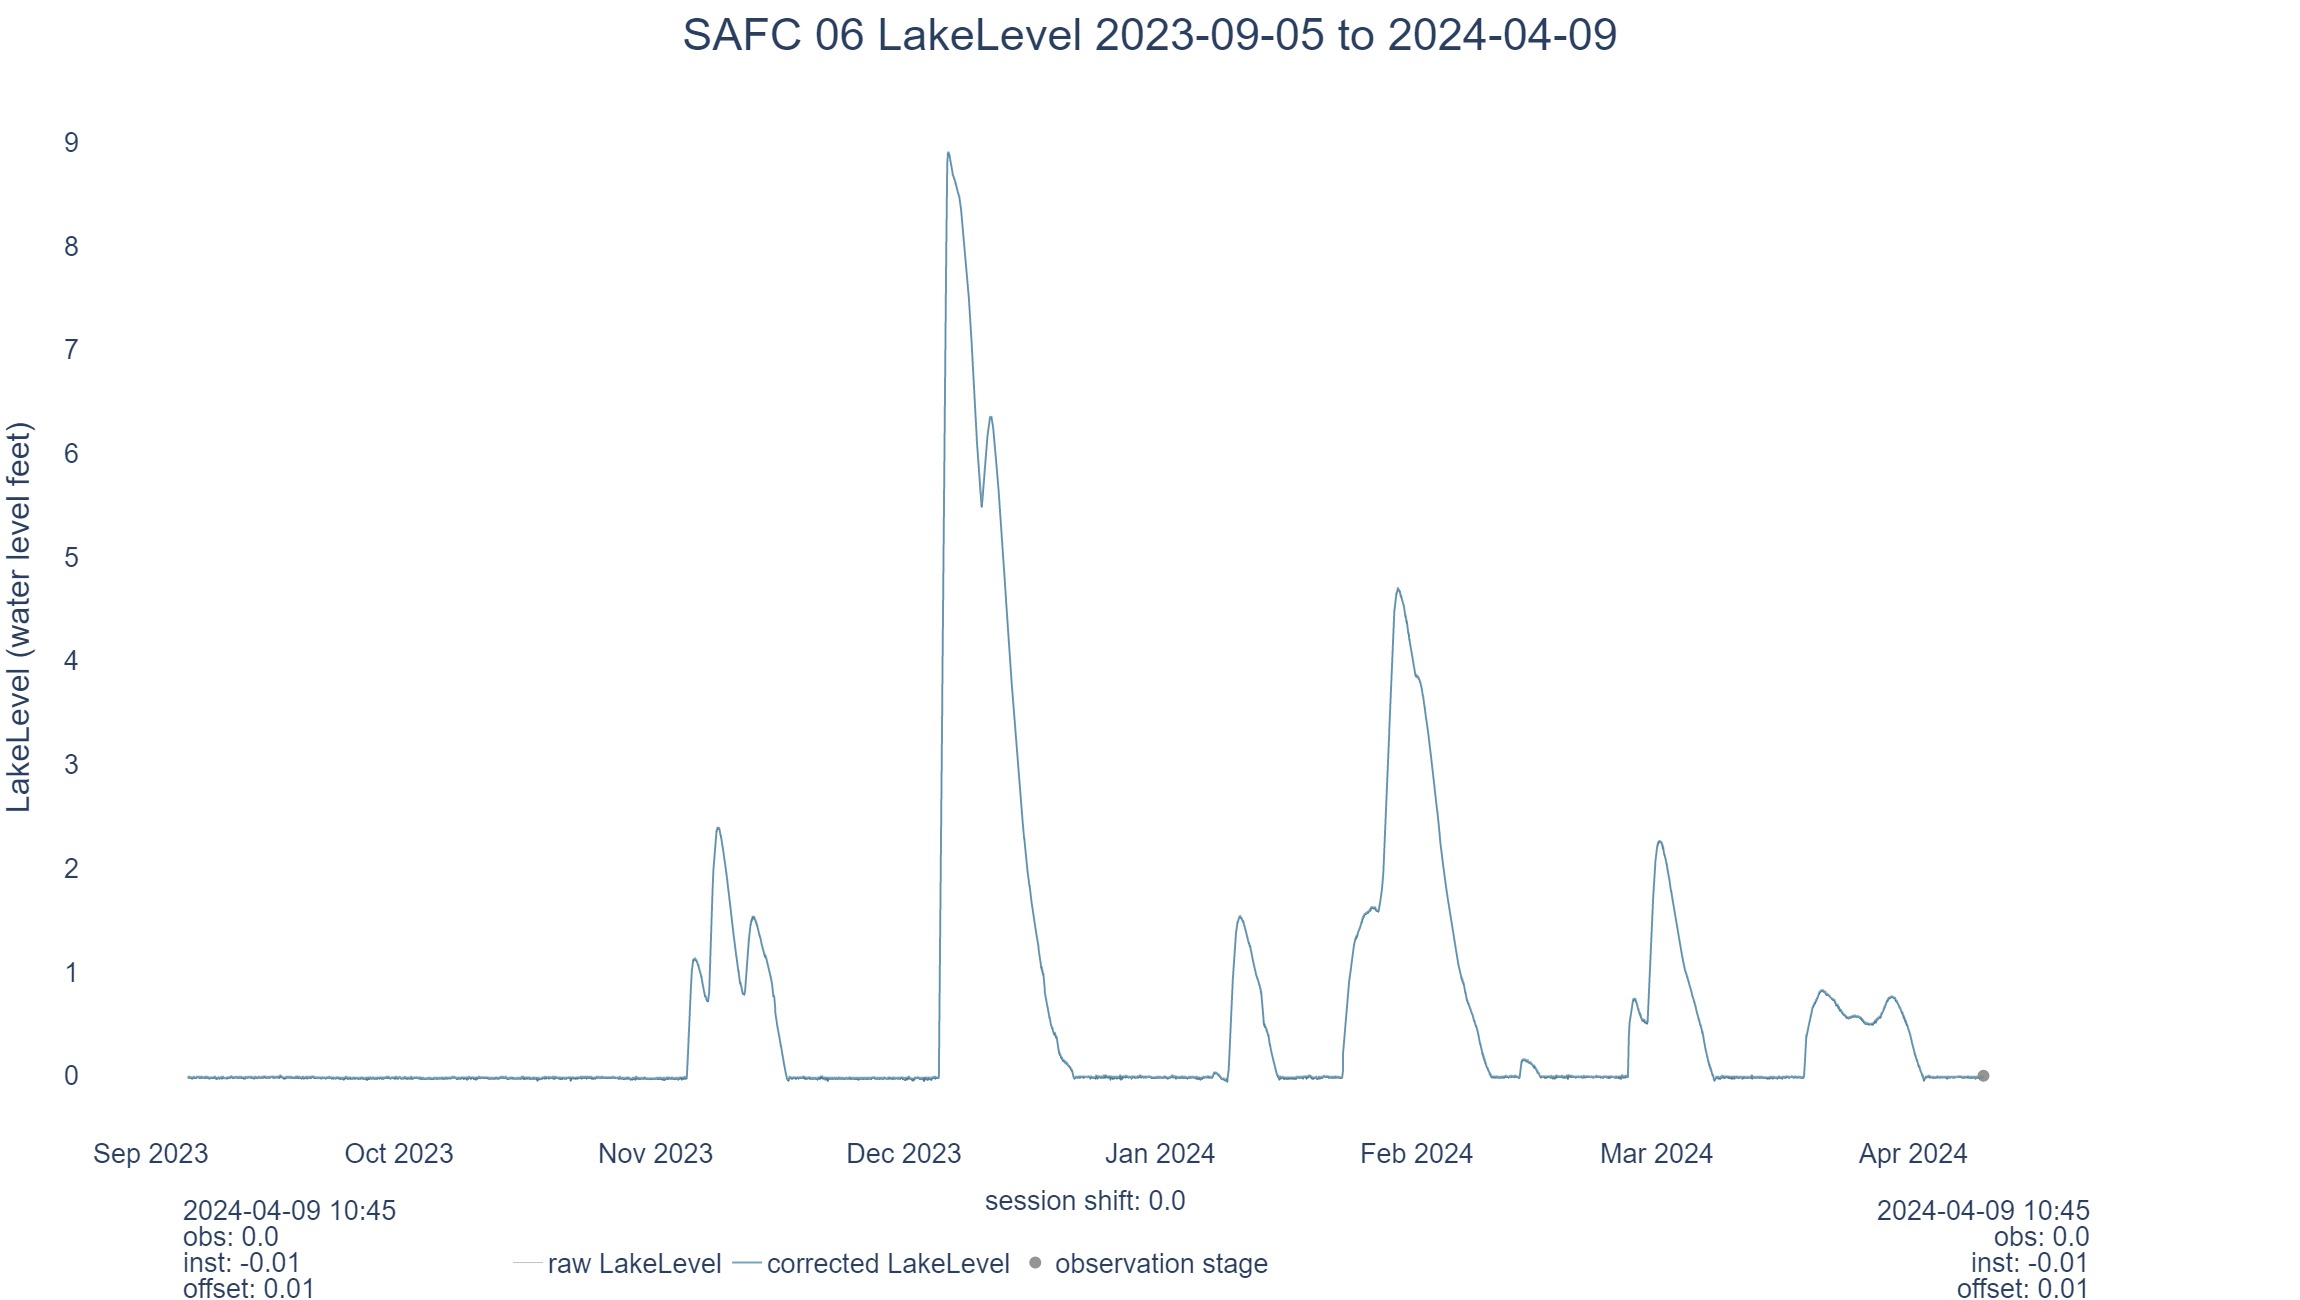 SAFC 06 LakeLevel 2023-09-05 to 2024-04-09
LakeLevel (water level feet)
9
8
7
6
5
4
3
2
1
0
Sep 2023 Oct 2023 Nov 2023 Dec 2023 Jan 2024 Feb 2024 Mar 2024 Apr 2024
session shift: 0.0
2024-04-09 10:45
obs: 0.0
inst: -0.01
offset: 0.01
raw LakeLevel corrected LakeLevel observation stage
2024-04-09 10:45
obs: 0.0
inst: -0.01
offset: 0.01